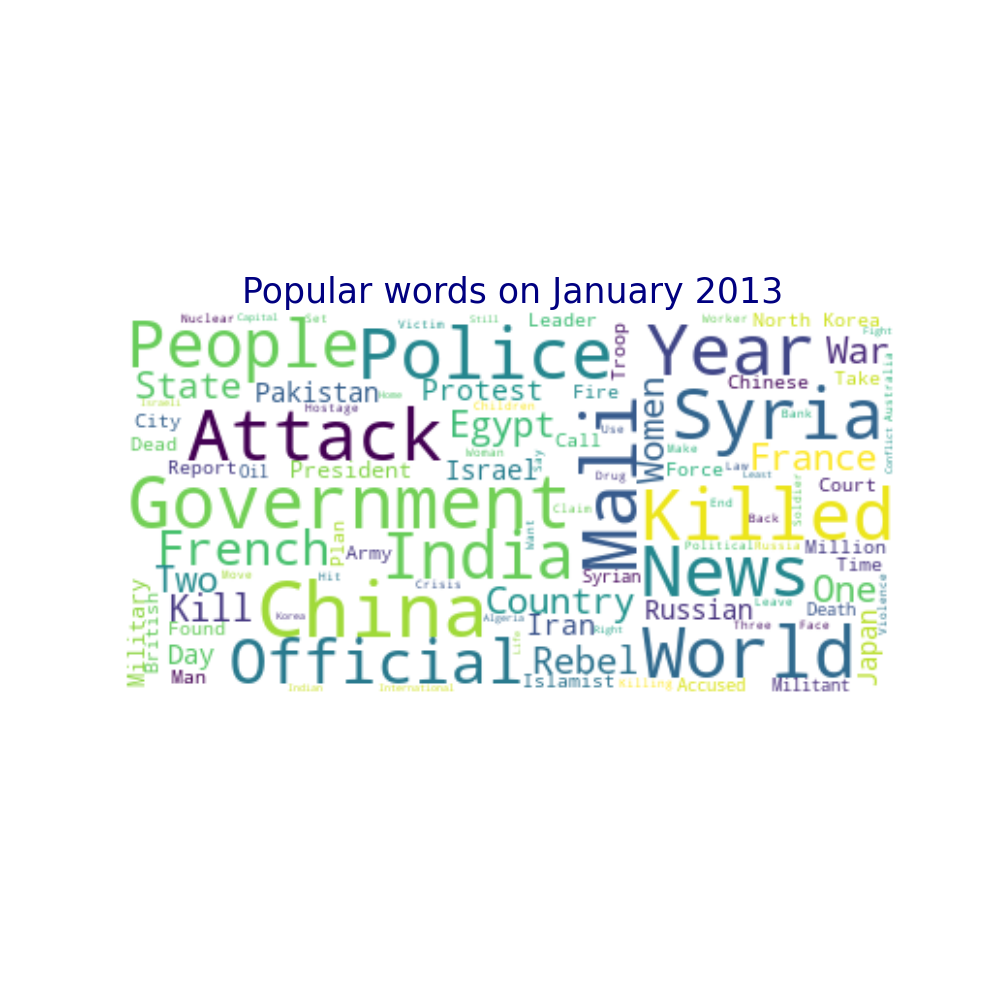 Popular words on January 2013
Nuclear
Capital
Set
Victim
Still
Leader
Troop
Worker
North Korea
Fight
People
Police
Year
War
State
Pakistan
Home
Protest
Fire
Chinese
Take
Israeli
Hostage
Children
Women
Syria
Bank
Conflict
Australia
City
Attack
Egypt
Call
Use
Mali
Dead
Woman
Say
Make
France
Report
Oil
President
Israel
Drug
Force
Law
Least
Court
Government
Claim
Killed
End
Back
Soldier
French
Plan
Army
India
Want
Political
Russia
Million
Two
Move
Hit
Crisis
Syrian
News
Time
One
Military
British
Kill
China
Korea
Country
Algeria
Iran
Right
Russian
Leave
Death
Violence
Found
Three
Face
Japan
Day
Official
Life
Rebel
World
Man
Indian
International
Islamist
Killing
Accused
Militant